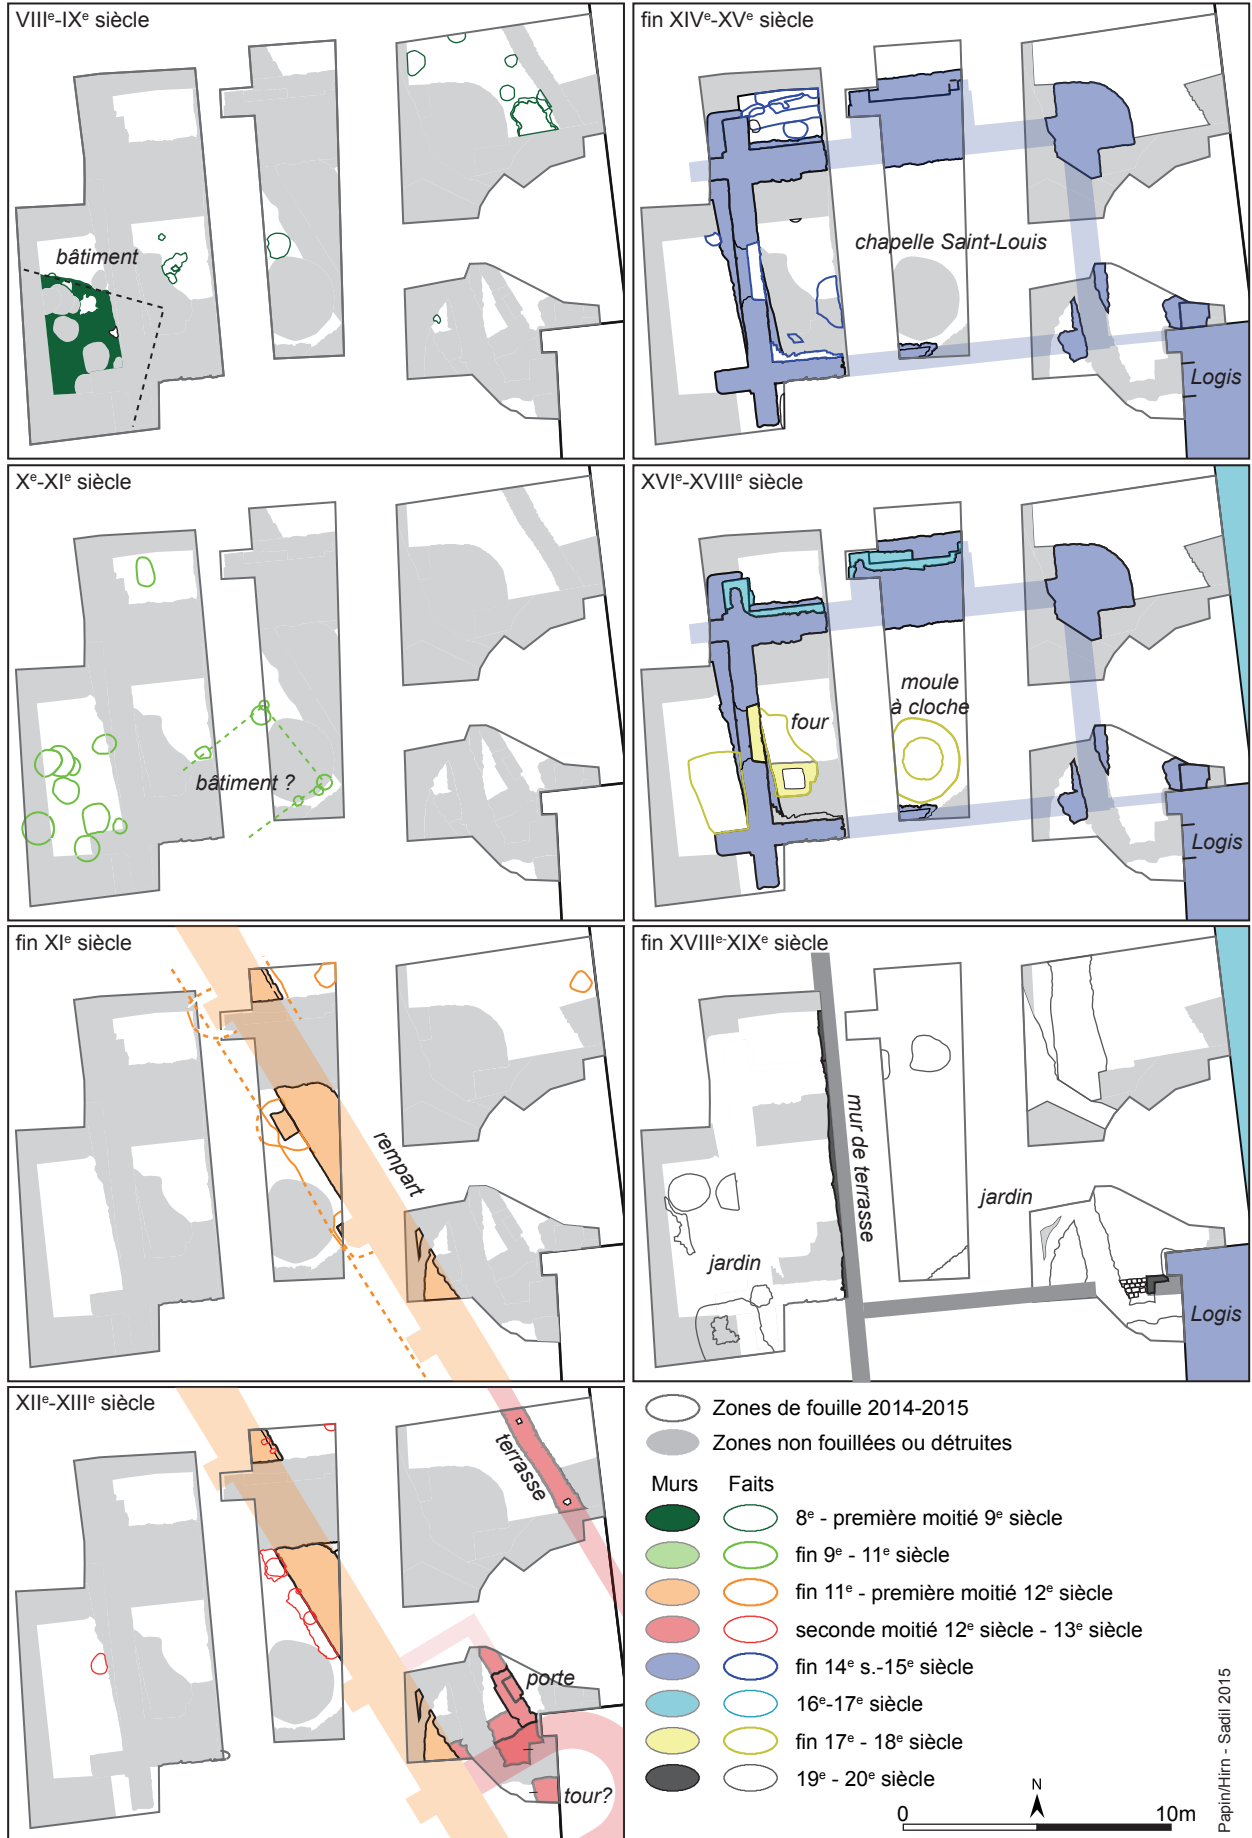 VIIIᵉ-IXᵉ siècle
bâtiment
Xᵉ-XIᵉ siècle
bâtiment ?
fin XIᵉ siècle
rempart
XIIᵉ-XIIIᵉ siècle
terrasse
porte
tour?
fin XIVᵉ-XVᵉ siècle
chapelle Saint-Louis
Logis
XVIᵉ-XVIIIᵉ siècle
four
moule
à cloche
Logis
fin XVIIIᵉ-XIXᵉ siècle
mur de terrasse
jardin
jardin
Logis
Zones de fouille 2014-2015
Zones non fouillées ou détruites
Murs Faits
8ᵉ - première moitié 9ᵉ siècle
fin 9ᵉ - 11ᵉ siècle
fin 11ᵉ - première moitié 12ᵉ siècle
seconde moitié 12ᵉ siècle - 13ᵉ siècle
fin 14ᵉ s.-15ᵉ siècle
16ᵉ-17ᵉ siècle
fin 17ᵉ - 18ᵉ siècle
19ᵉ - 20ᵉ siècle
N
0 10m
Papin/Hirn - Sadil 2015